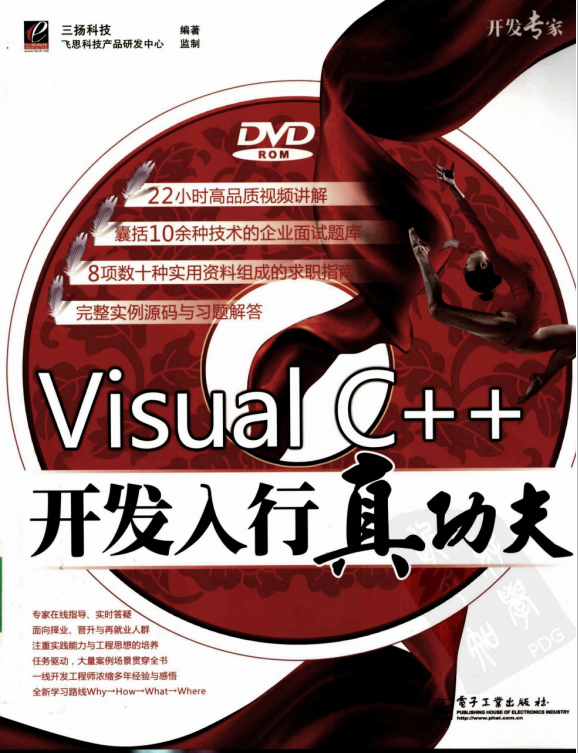 三扬科技 编著
飞思科技产品研发中心 监制
开发专家
DVD
ROM
22小时高品质视频讲解
囊括10余种技术的企业面试题库
8项数十种实用资料组成的求职指南
完整实例源码与习题解答
Visual C++
开发入行真功夫
专家在线指导、实时答疑
面向择业、晋升与再就业人群
注重实践能力与工程思想的培养
任务驱动，大量案例场景贯穿全书
一线开发工程师浓缩多年经验与感悟
全新学习路线Why→How→What→Where
PDG
電子工業出版社·
PUBLISHING HOUSE OF ELECTRONICS INDUSTRY
http://www.phei.com.cn